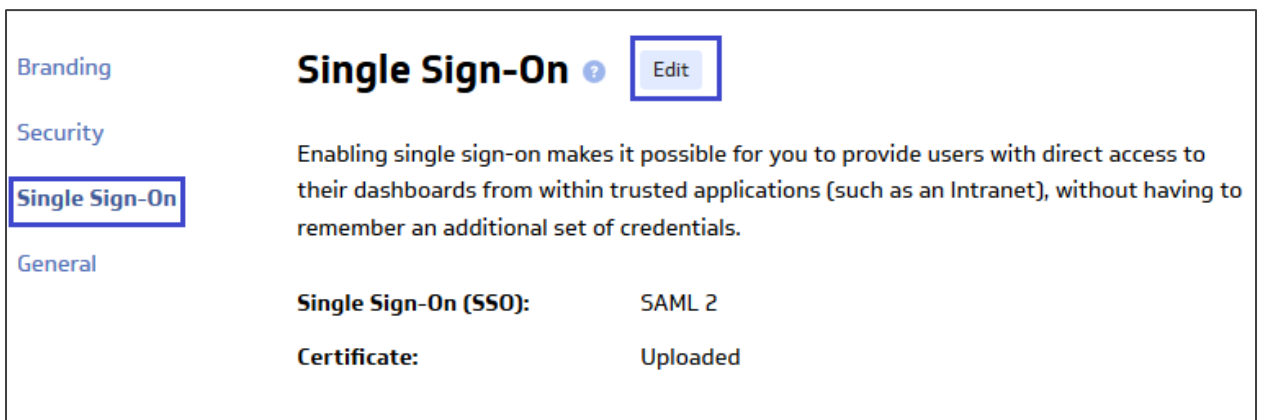 Branding
Security
Single Sign-On
General
Single Sign-On ? Edit
Enabling single sign-on makes it possible for you to provide users with direct access to
their dashboards from within trusted applications (such as an Intranet), without having to
remember an additional set of credentials.
Single Sign-On (SSO): SAML 2
Certificate: Uploaded